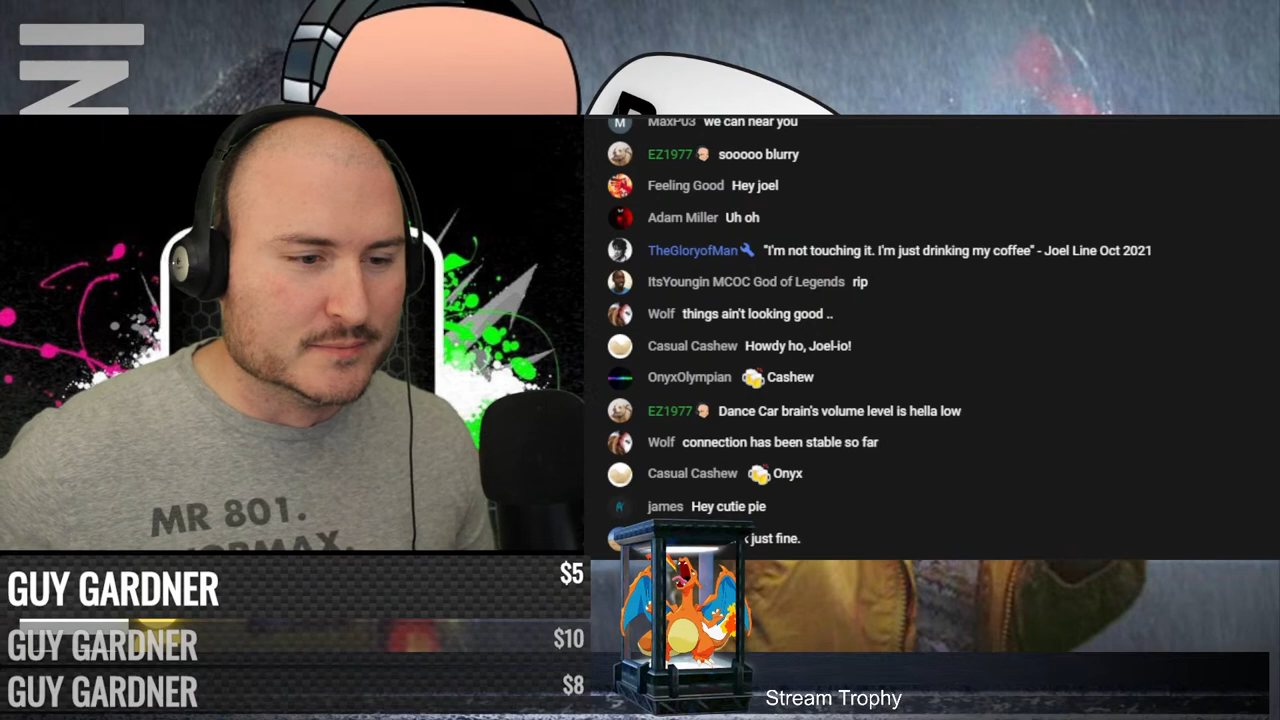 MaxP03 we can hear you
EZ1977 sooooo blurry
Feeling Good Hey joel
Adam Miller Uh oh
TheGloryofMan "I'm not touching it. I'm just drinking my coffee" - Joel Line Oct 2021
ItsYoungin MCOC God of Legends rip
Wolf things ain't looking good ..
Casual Cashew Howdy ho, Joel-io!
OnyxOlympian Cashew
EZ1977 Dance Car brain's volume level is hella low
Wolf connection has been stable so far
Casual Cashew Onyx
james Hey cutie pie
just fine.
MR 801.
GUY GARDNER $5
GUY GARDNER $10
GUY GARDNER $8
Stream Trophy